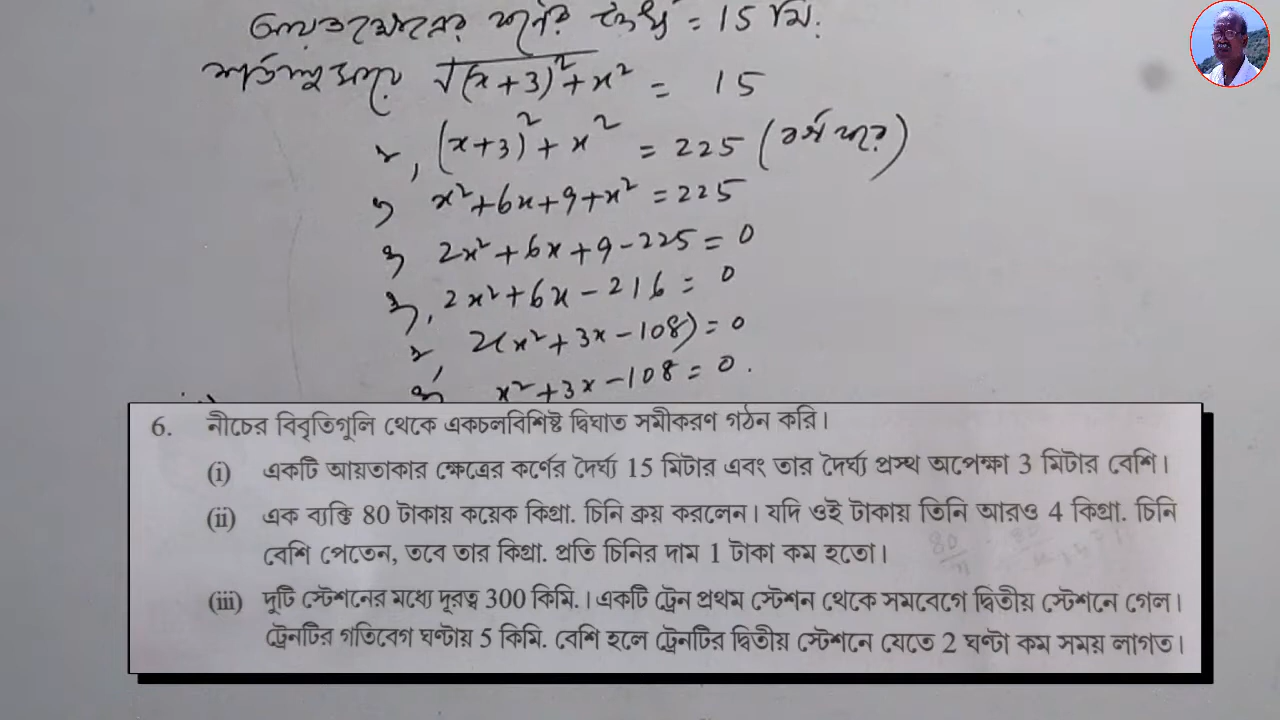 আয়তক্ষেত্রের কর্ণের দৈর্ঘ্য = 15 মি.
শর্তানুসারে √(x+3)²+x² = 15
বা, (x+3)²+x² = 225 (বর্গ করে)
বা x²+6x+9+x² = 225
বা 2x²+6x+9-225 = 0
বা, 2x²+6x-216 = 0
বা, 2(x²+3x-108) = 0
বা, x²+3x-108 = 0.
6. নীচের বিবৃতিগুলি থেকে একচলবিশিষ্ট দ্বিঘাত সমীকরণ গঠন করি।
(i) একটি আয়তাকার ক্ষেত্রের কর্ণের দৈর্ঘ্য 15 মিটার এবং তার দৈর্ঘ্য প্রস্থ অপেক্ষা 3 মিটার বেশি।
(ii) এক ব্যক্তি 80 টাকায় কয়েক কিগ্রা. চিনি ক্রয় করলেন। যদি ওই টাকায় তিনি আরও 4 কিগ্রা. চিনি
বেশি পেতেন, তবে তার কিগ্রা. প্রতি চিনির দাম 1 টাকা কম হতো।
(iii) দুটি স্টেশনের মধ্যে দূরত্ব 300 কিমি.। একটি ট্রেন প্রথম স্টেশন থেকে সমবেগে দ্বিতীয় স্টেশনে গেল।
ট্রেনটির গতিবেগ ঘণ্টায় 5 কিমি. বেশি হলে ট্রেনটির দ্বিতীয় স্টেশনে যেতে 2 ঘণ্টা কম সময় লাগত।